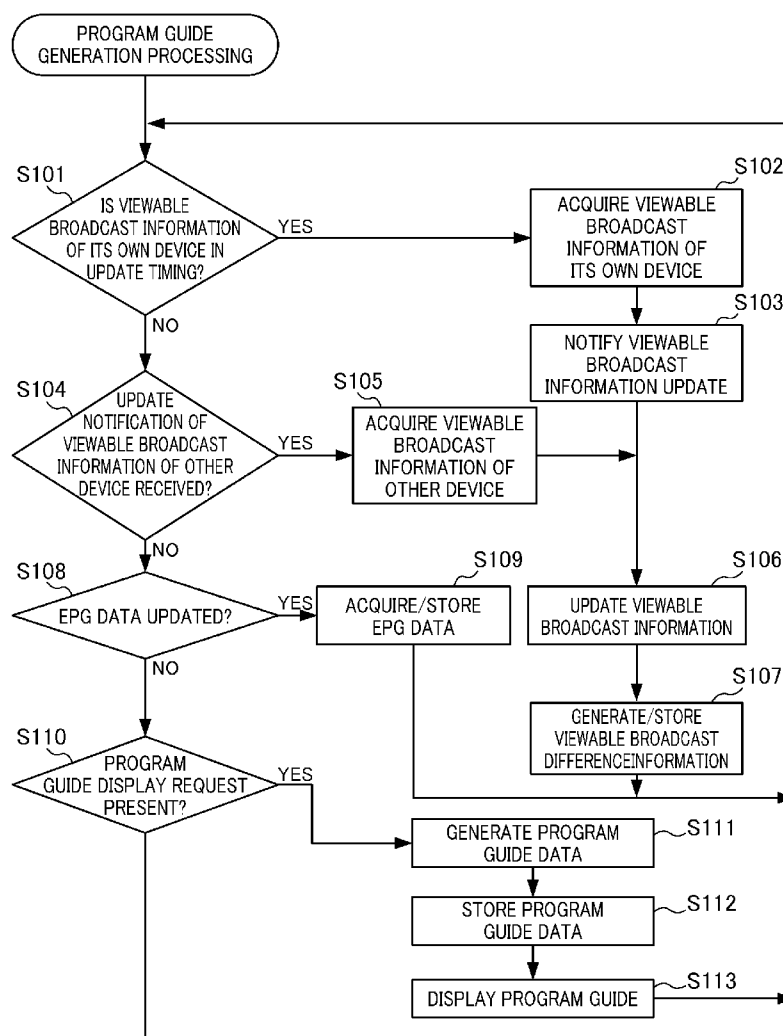 PROGRAM GUIDE
GENERATION PROCESSING
S101
IS VIEWABLE
BROADCAST INFORMATION
OF ITS OWN DEVICE IN
UPDATE TIMING?
YES
NO
S102
ACQUIRE VIEWABLE
BROADCAST
INFORMATION OF
ITS OWN DEVICE
S103
NOTIFY VIEWABLE
BROADCAST
INFORMATION UPDATE
S104
UPDATE
NOTIFICATION OF
VIEWABLE BROADCAST
INFORMATION OF OTHER
DEVICE RECEIVED?
YES
NO
S105
ACQUIRE VIEWABLE
BROADCAST
INFORMATION OF
OTHER DEVICE
S108
EPG DATA UPDATED?
YES
NO
S109
ACQUIRE/STORE
EPG DATA
S106
UPDATE VIEWABLE
BROADCAST INFORMATION
S107
GENERATE/STORE
VIEWABLE BROADCAST
DIFFERENCEINFORMATION
S110
PROGRAM
GUIDE DISPLAY REQUEST
PRESENT?
YES
GENERATE PROGRAM
GUIDE DATA
S111
STORE PROGRAM
GUIDE DATA
S112
DISPLAY PROGRAM GUIDE
S113